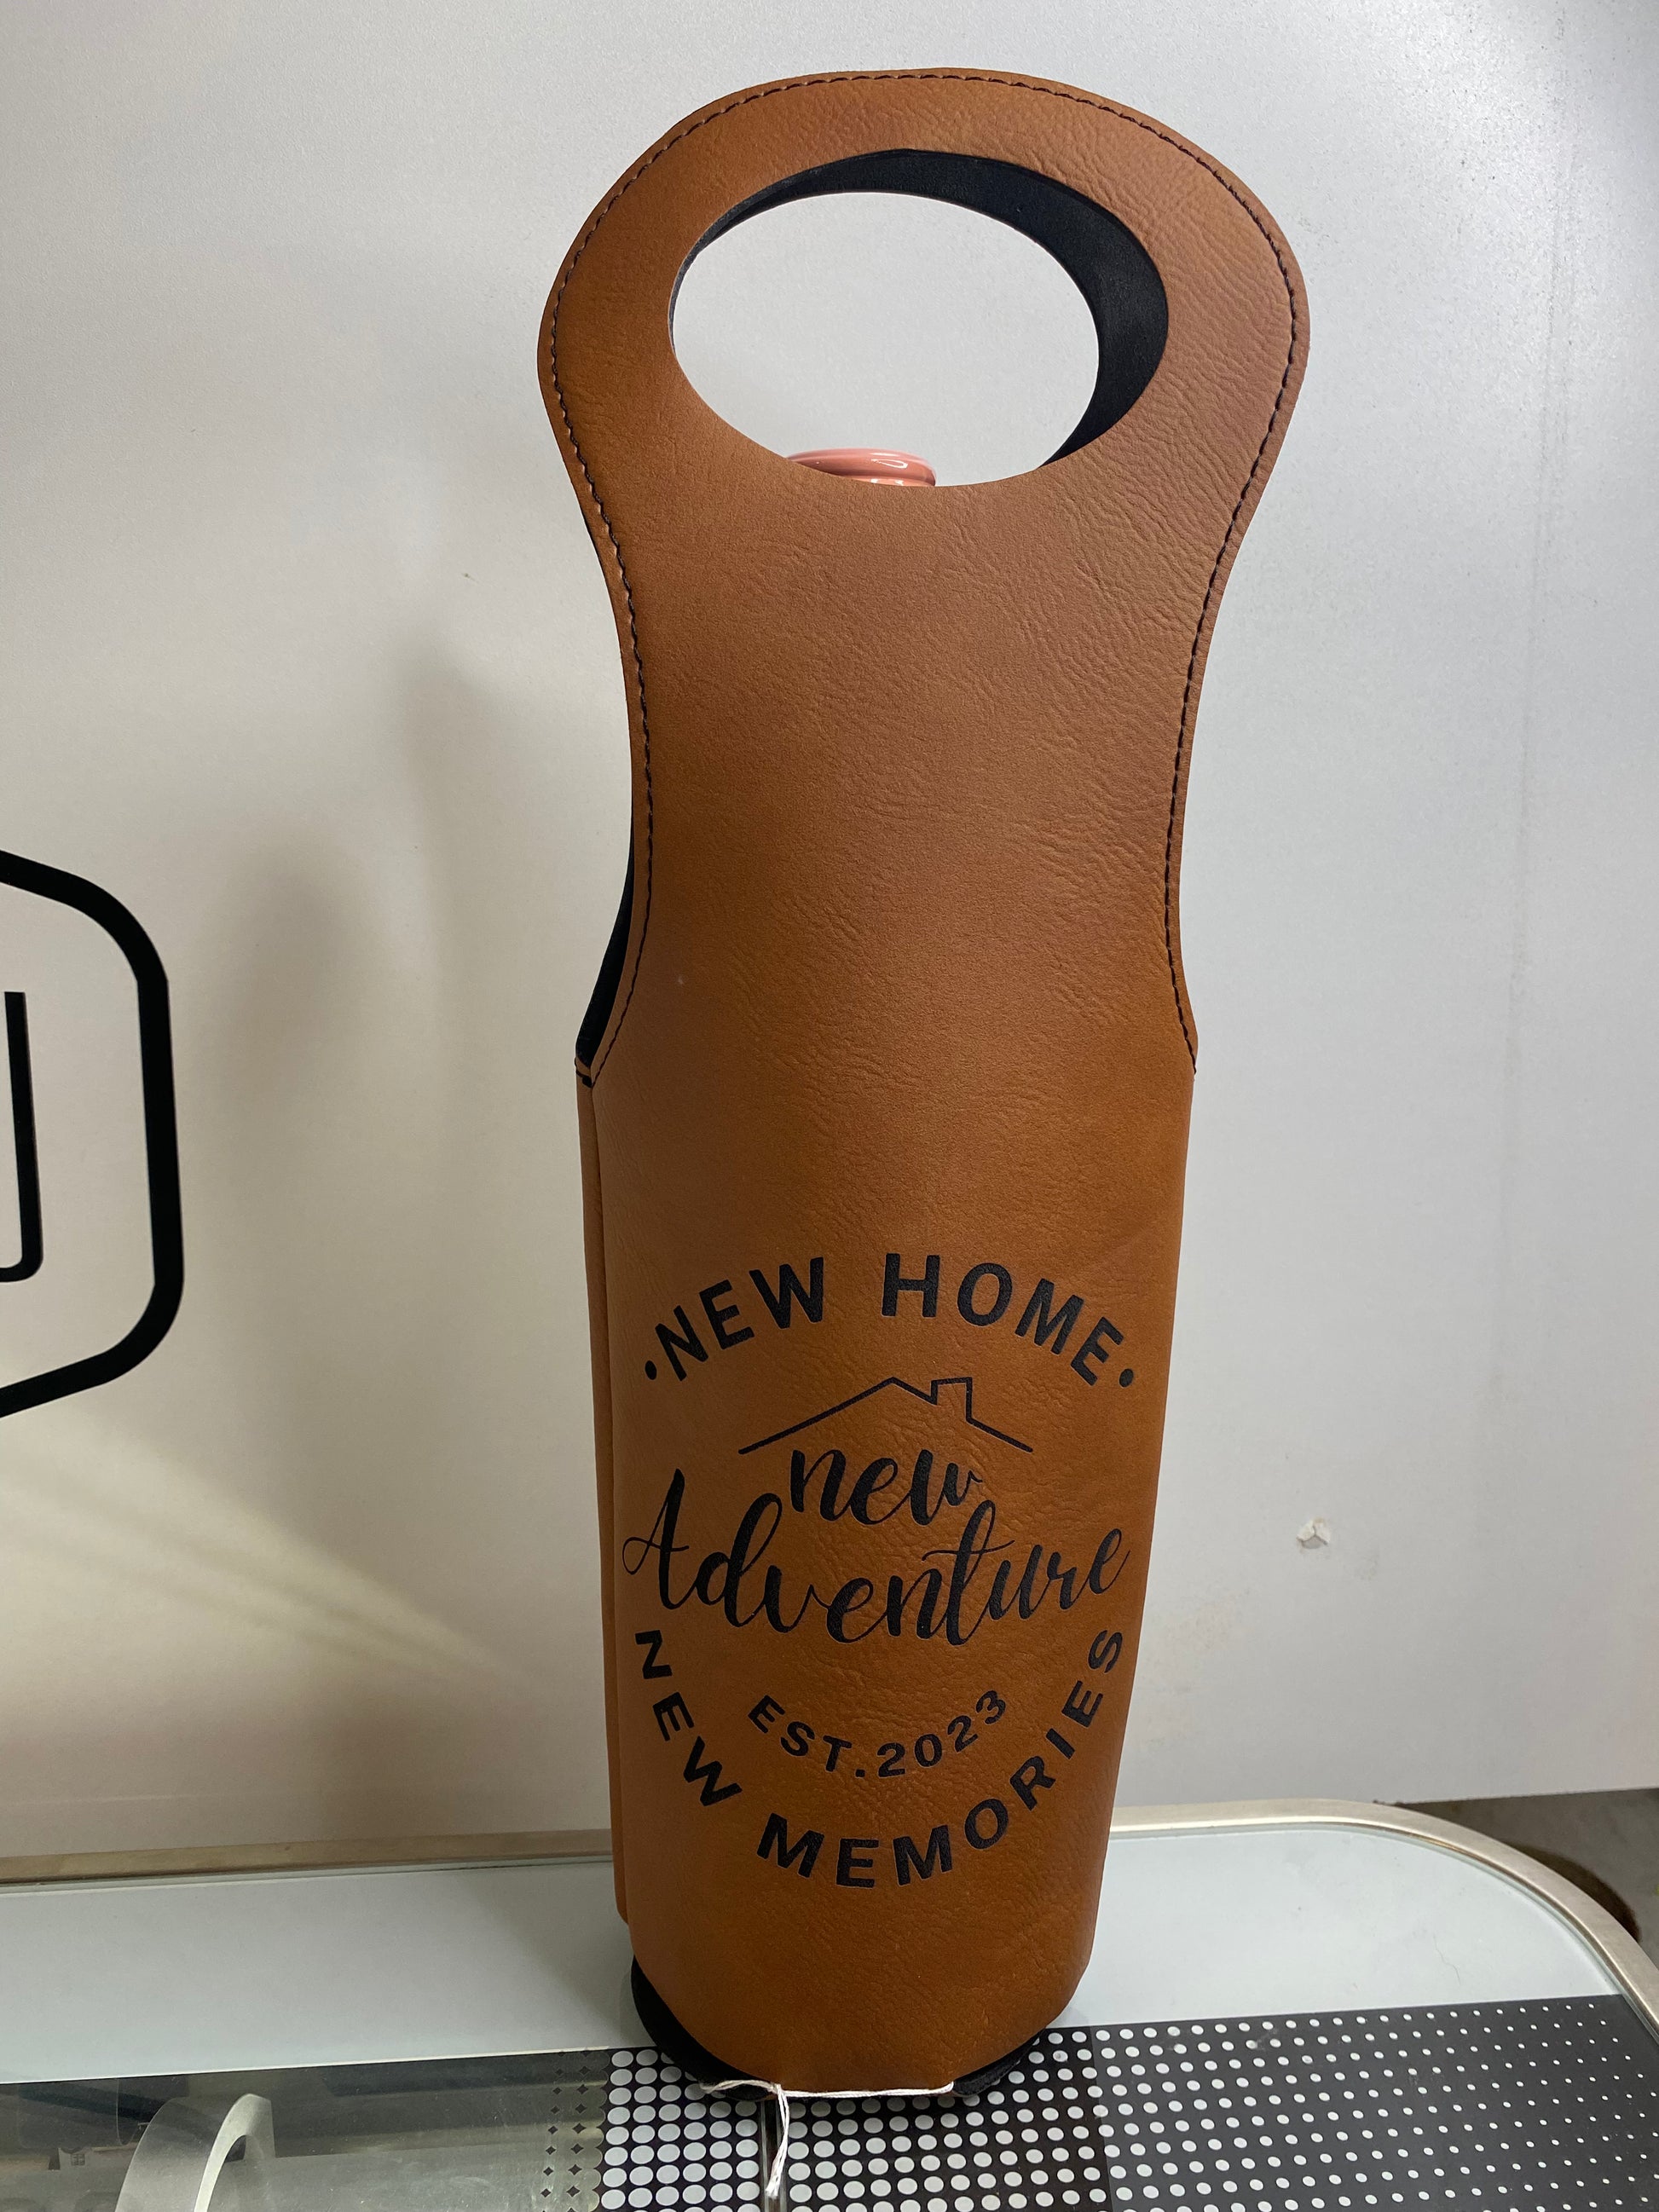 ·NEW HOME·
new
Adventure
EST.2023
NEW MEMORIES